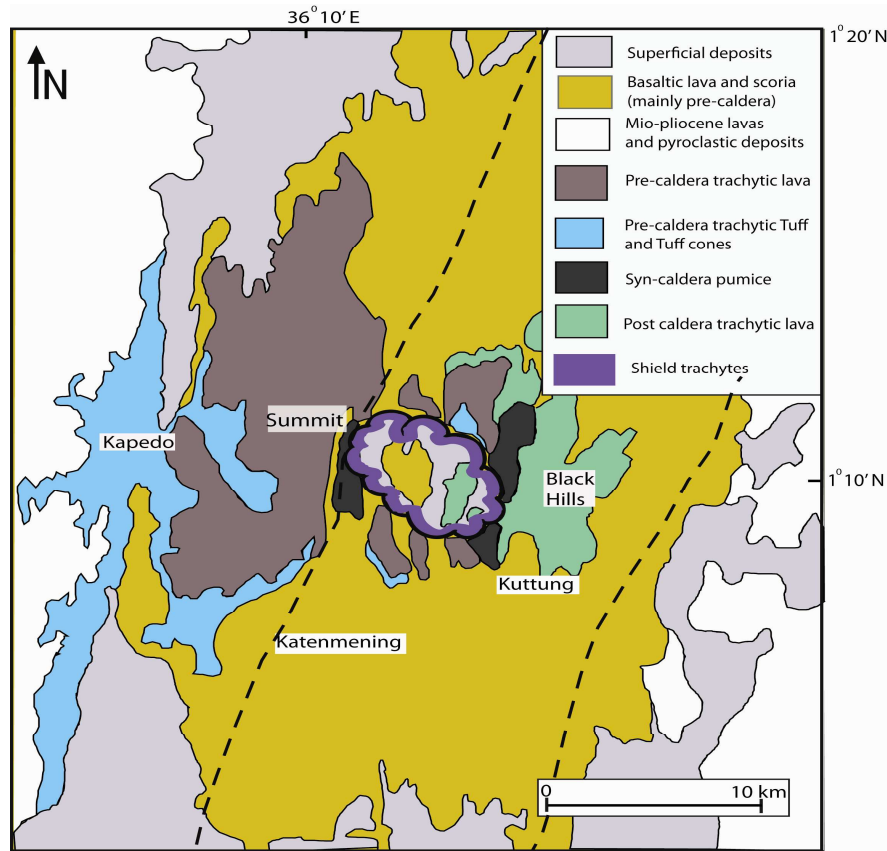 36° 10' E
1° 20' N
N
Superficial deposits
Basaltic lava and scoria
(mainly pre-caldera)
Mio-pliocene lavas
and pyroclastic deposits
Pre-caldera trachytic lava
Pre-caldera trachytic Tuff
and Tuff cones
Syn-caldera pumice
Post caldera trachytic lava
Shield trachytes
Summit
Kapedo
Black
Hills
1° 10' N
Kuttung
Katenmening
0
10 km